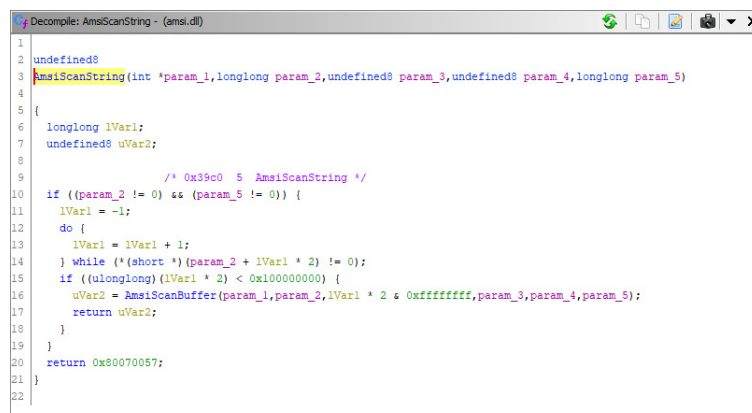 Decompile: AmsiScanString - (amsi.dll)
1
2 undefined8
3 AmsiScanString(int *param_1,longlong param_2,undefined8 param_3,undefined8 param_4,longlong param_5)
4
5 {
6 longlong lVar1;
7 undefined8 uVar2;
8
9 /* 0x39c0 5 AmsiScanString */
10 if ((param_2 != 0) && (param_5 != 0)) {
11 lVar1 = -1;
12 do {
13 lVar1 = lVar1 + 1;
14 } while (*(short *)(param_2 + lVar1 * 2) != 0);
15 if ((ulonglong)(lVar1 * 2) < 0x100000000) {
16 uVar2 = AmsiScanBuffer(param_1,param_2,lVar1 * 2 & 0xffffffff,param_3,param_4,param_5);
17 return uVar2;
18 }
19 }
20 return 0x80070057;
21 }
22